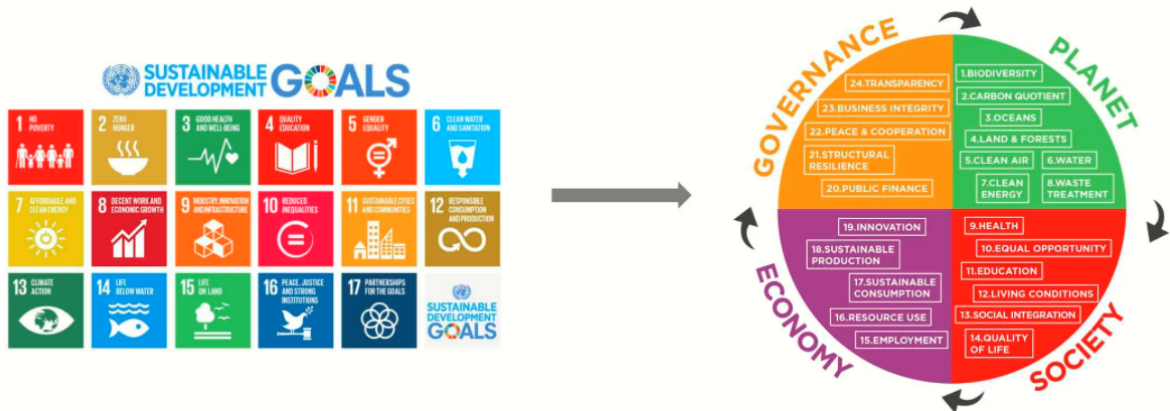 SUSTAINABLE
DEVELOPMENT
GOALS
1 NO
POVERTY
2 ZERO
HUNGER
3 GOOD HEALTH
AND WELL-BEING
4 QUALITY
EDUCATION
5 GENDER
EQUALITY
6 CLEAN WATER
AND SANITATION
7 AFFORDABLE AND
CLEAN ENERGY
8 DECENT WORK AND
ECONOMIC GROWTH
9 INDUSTRY, INNOVATION
AND INFRASTRUCTURE
10 REDUCED
INEQUALITIES
11 SUSTAINABLE CITIES
AND COMMUNITIES
12 RESPONSIBLE
CONSUMPTION
AND PRODUCTION
13 CLIMATE
ACTION
14 LIFE
BELOW WATER
15 LIFE
ON LAND
16 PEACE, JUSTICE
AND STRONG
INSTITUTIONS
17 PARTNERSHIPS
FOR THE GOALS
SUSTAINABLE
DEVELOPMENT
GOALS
GOVERNANCE
24.TRANSPARENCY
23.BUSINESS INTEGRITY
22.PEACE & COOPERATION
21.STRUCTURAL
RESILIENCE
20.PUBLIC FINANCE
PLANET
1.BIODIVERSITY
2.CARBON QUOTIENT
3.OCEANS
4.LAND & FORESTS
5.CLEAN AIR
6.WATER
7.CLEAN
ENERGY
8.WASTE
TREATMENT
ECONOMY
19.INNOVATION
18.SUSTAINABLE
PRODUCTION
17.SUSTAINABLE
CONSUMPTION
16.RESOURCE USE
15.EMPLOYMENT
SOCIETY
9.HEALTH
10.EQUAL OPPORTUNITY
11.EDUCATION
12.LIVING CONDITIONS
13.SOCIAL INTEGRATION
14.QUALITY
OF LIFE